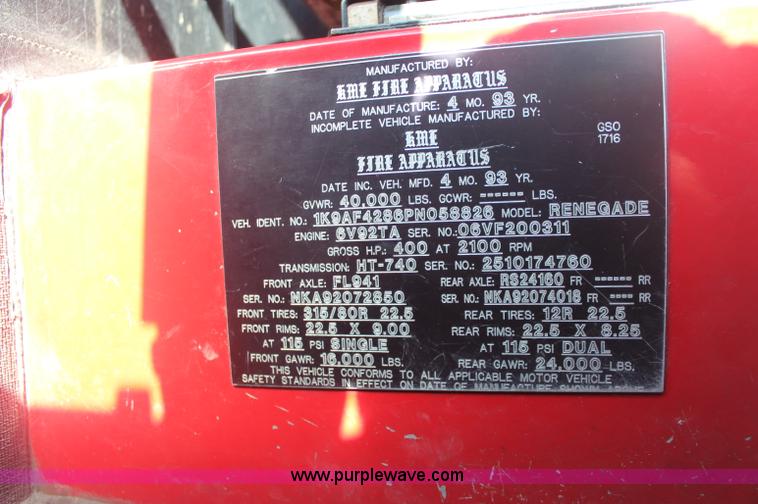 MANUFACTURED BY:
KME FIRE APPARATUS
DATE OF MANUFACTURE: 4 MO. 93 YR.
INCOMPLETE VEHICLE MANUFACTURED BY:
GSO
1716
KME
FIRE APPARATUS
DATE INC. VEH. MFD. 4 MO. 93 YR.
GVWR: 40,000 LBS. GCWR: ------ LBS.
VEH. IDENT. NO.: 1K9AF4286PN058826 MODEL: RENEGADE
ENGINE: 6V92TA SER. NO.: 06VF200311
GROSS H.P.: 400 AT 2100 RPM
TRANSMISSION: HT-740 SER. NO.: 2510174760
FRONT AXLE: FL941 REAR AXLE: RS24160 FR ------ RR
SER. NO.: NKA92072650 SER. NO.: NKA92074018 FR ---- RR
FRONT TIRES: 315/80R 22.5 REAR TIRES: 12R 22.5
FRONT RIMS: 22.5 X 9.00 REAR RIMS: 22.5 X 8.25
AT 115 PSI SINGLE AT 115 PSI DUAL
FRONT GAWR: 16,000 LBS. REAR GAWR: 24,000 LBS.
THIS VEHICLE CONFORMS TO ALL APPLICABLE MOTOR VEHICLE
SAFETY STANDARDS IN EFFECT ON DATE OF MANUFACTURE SHOWN ABOVE
www.purplewave.com